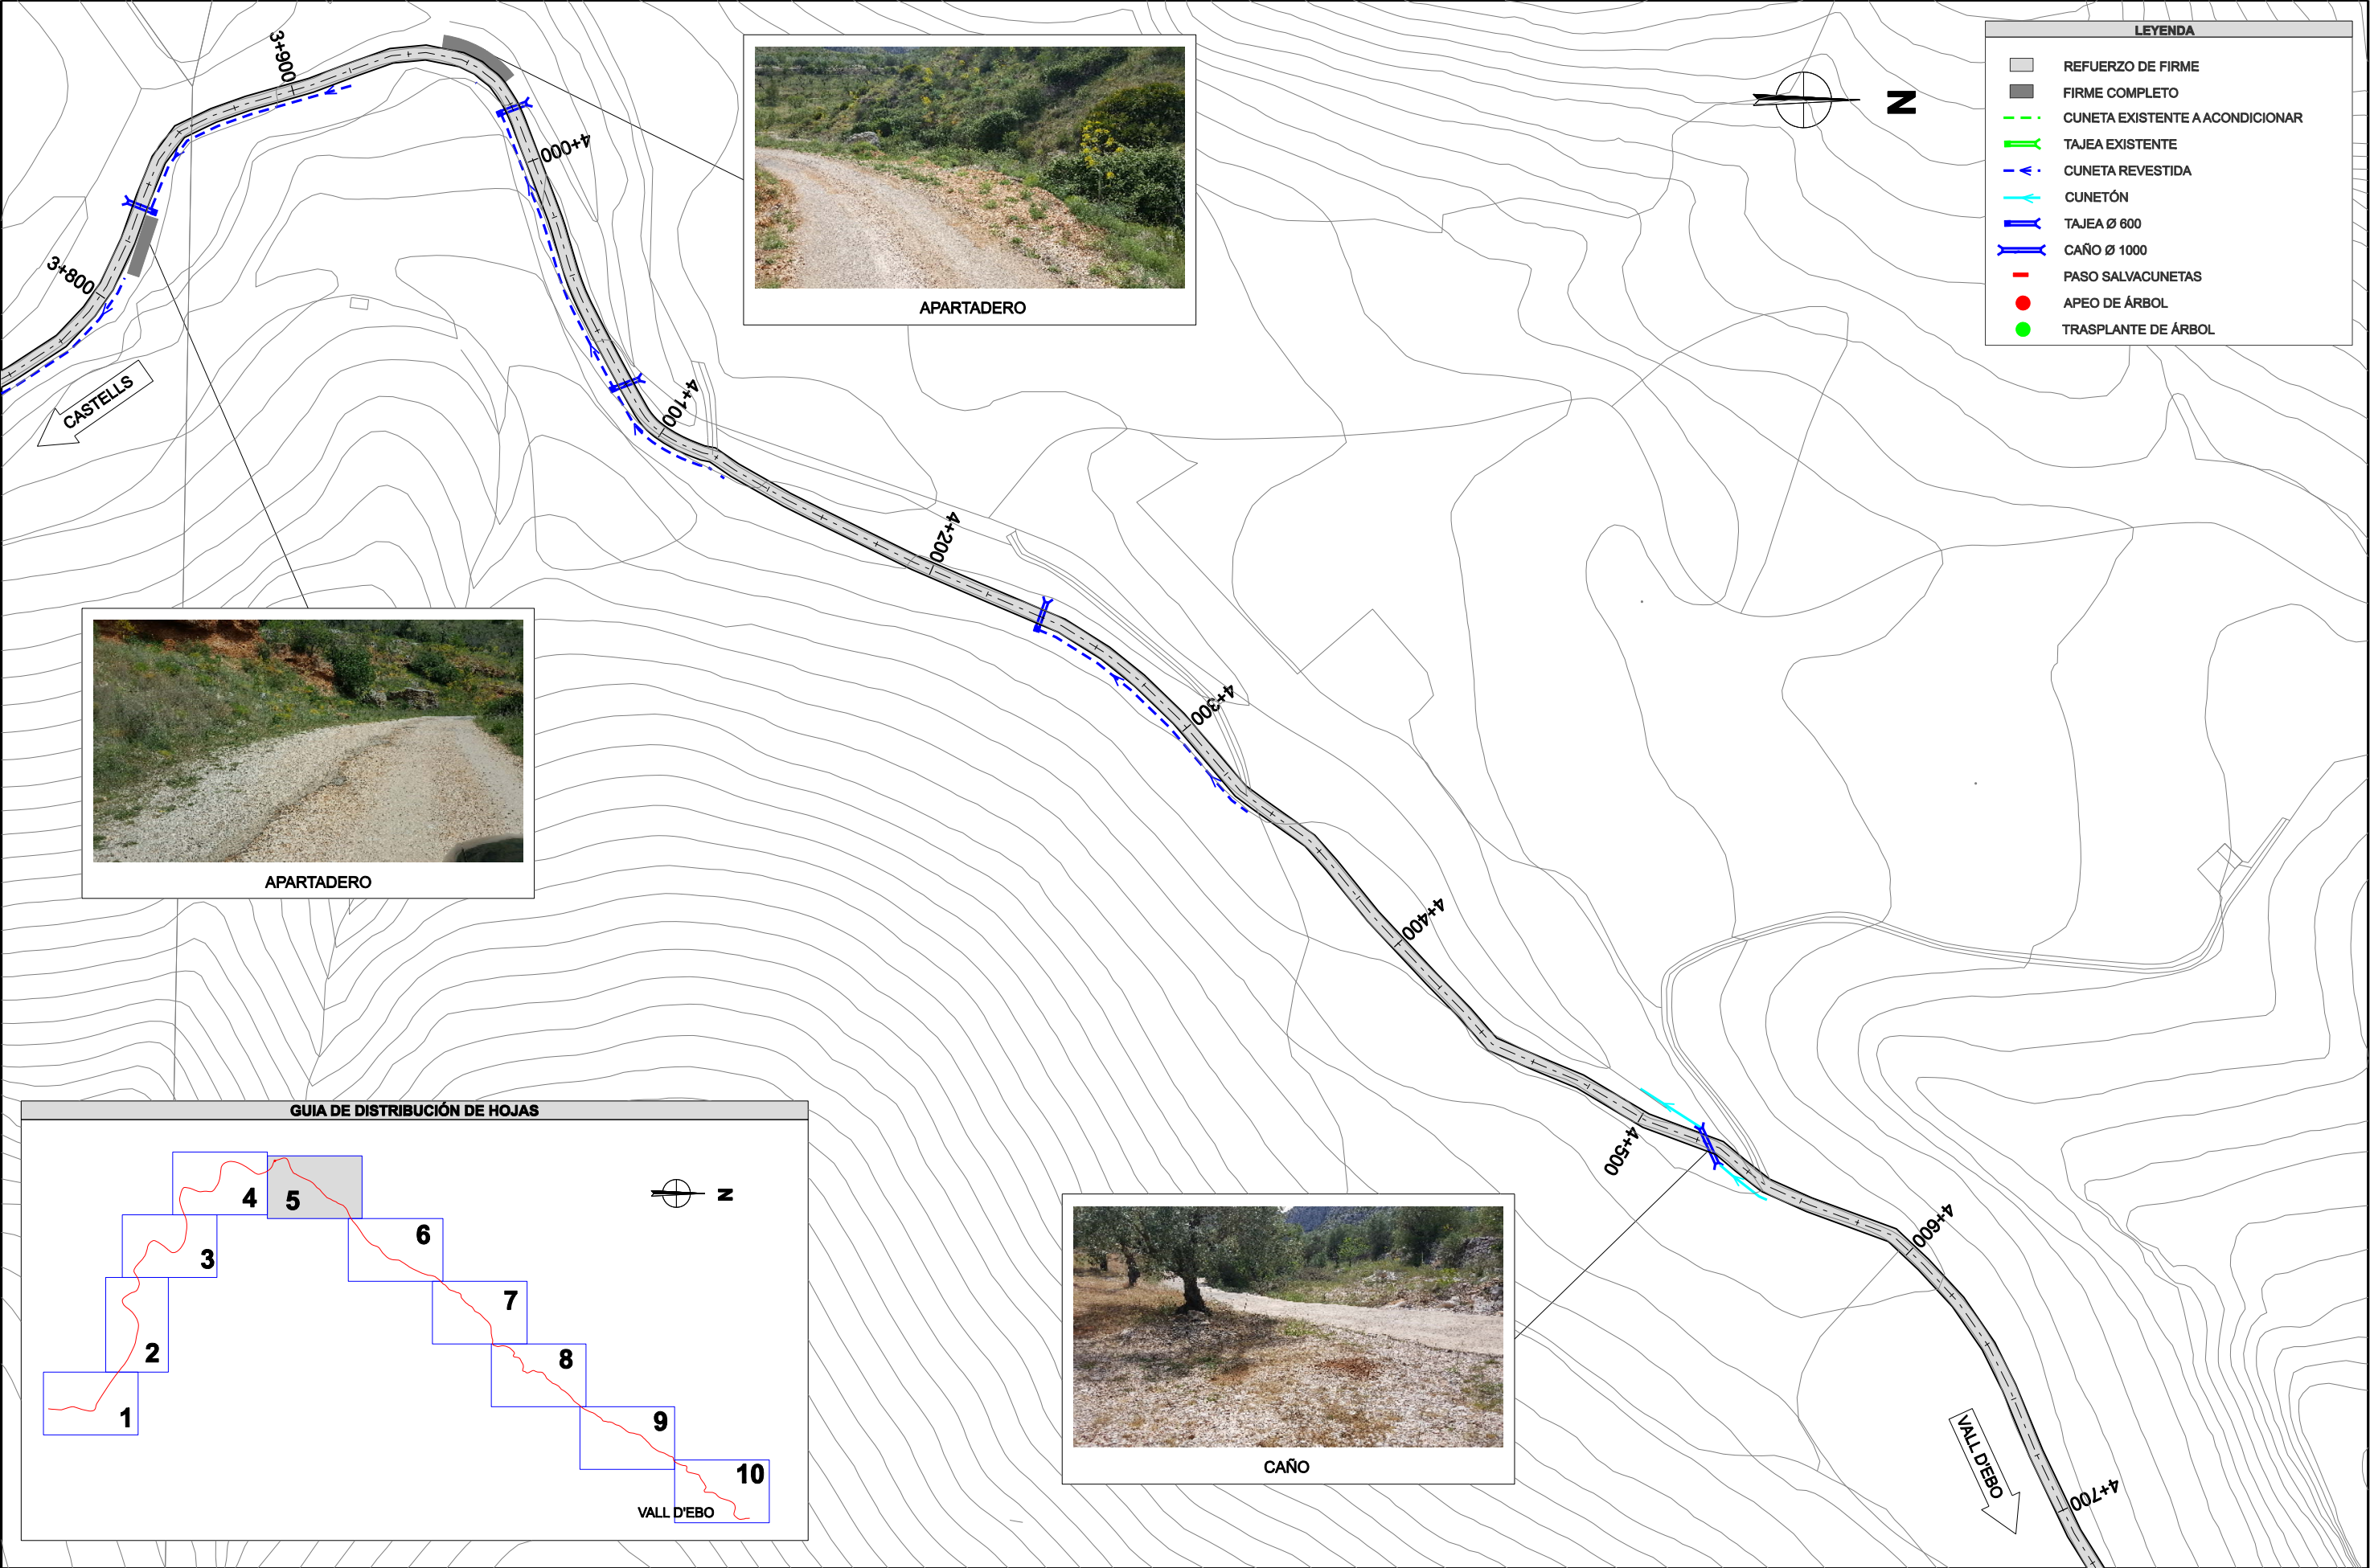 LEYENDA
REFUERZO DE FIRME
FIRME COMPLETO
CUNETA EXISTENTE A ACONDICIONAR
TAJEA EXISTENTE
CUNETA REVESTIDA
CUNETÓN
TAJEA Ø 600
CAÑO Ø 1000
PASO SALVACUNETAS
APEO DE ÁRBOL
TRASPLANTE DE ÁRBOL
N
3+800
3+900
4+000
4+100
4+200
4+300
4+400
4+500
4+600
4+700
CASTELLS
VALL D'EBO
APARTADERO
APARTADERO
CAÑO
GUIA DE DISTRIBUCIÓN DE HOJAS
N
1
2
3
4
5
6
7
8
9
10
VALL D'EBO